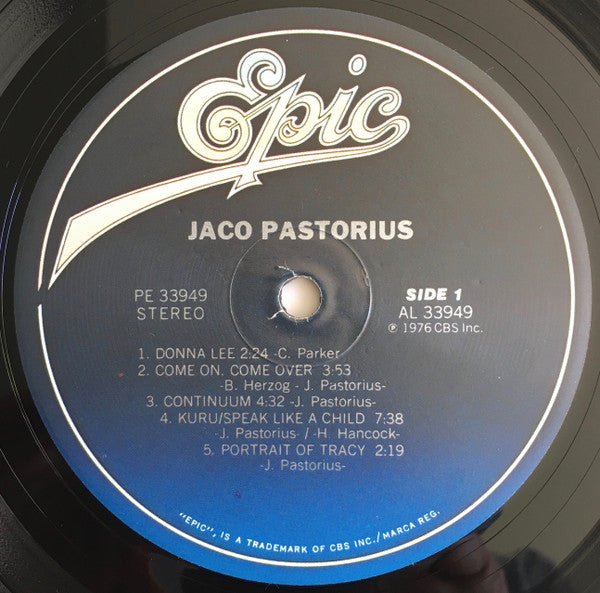 Epic
JACO PASTORIUS
PE 33949
STEREO
SIDE 1
AL 33949
℗ 1976 CBS Inc.
1. DONNA LEE 2:24 -C. Parker
2. COME ON, COME OVER 3:53
-B. Herzog - J. Pastorius-
3. CONTINUUM 4:32 -J. Pastorius-
4. KURU/SPEAK LIKE A CHILD 7:38
-J. Pastorius- / -H. Hancock-
5. PORTRAIT OF TRACY 2:19
-J. Pastorius-
"EPIC", IS A TRADEMARK OF CBS INC./MARCA REG.